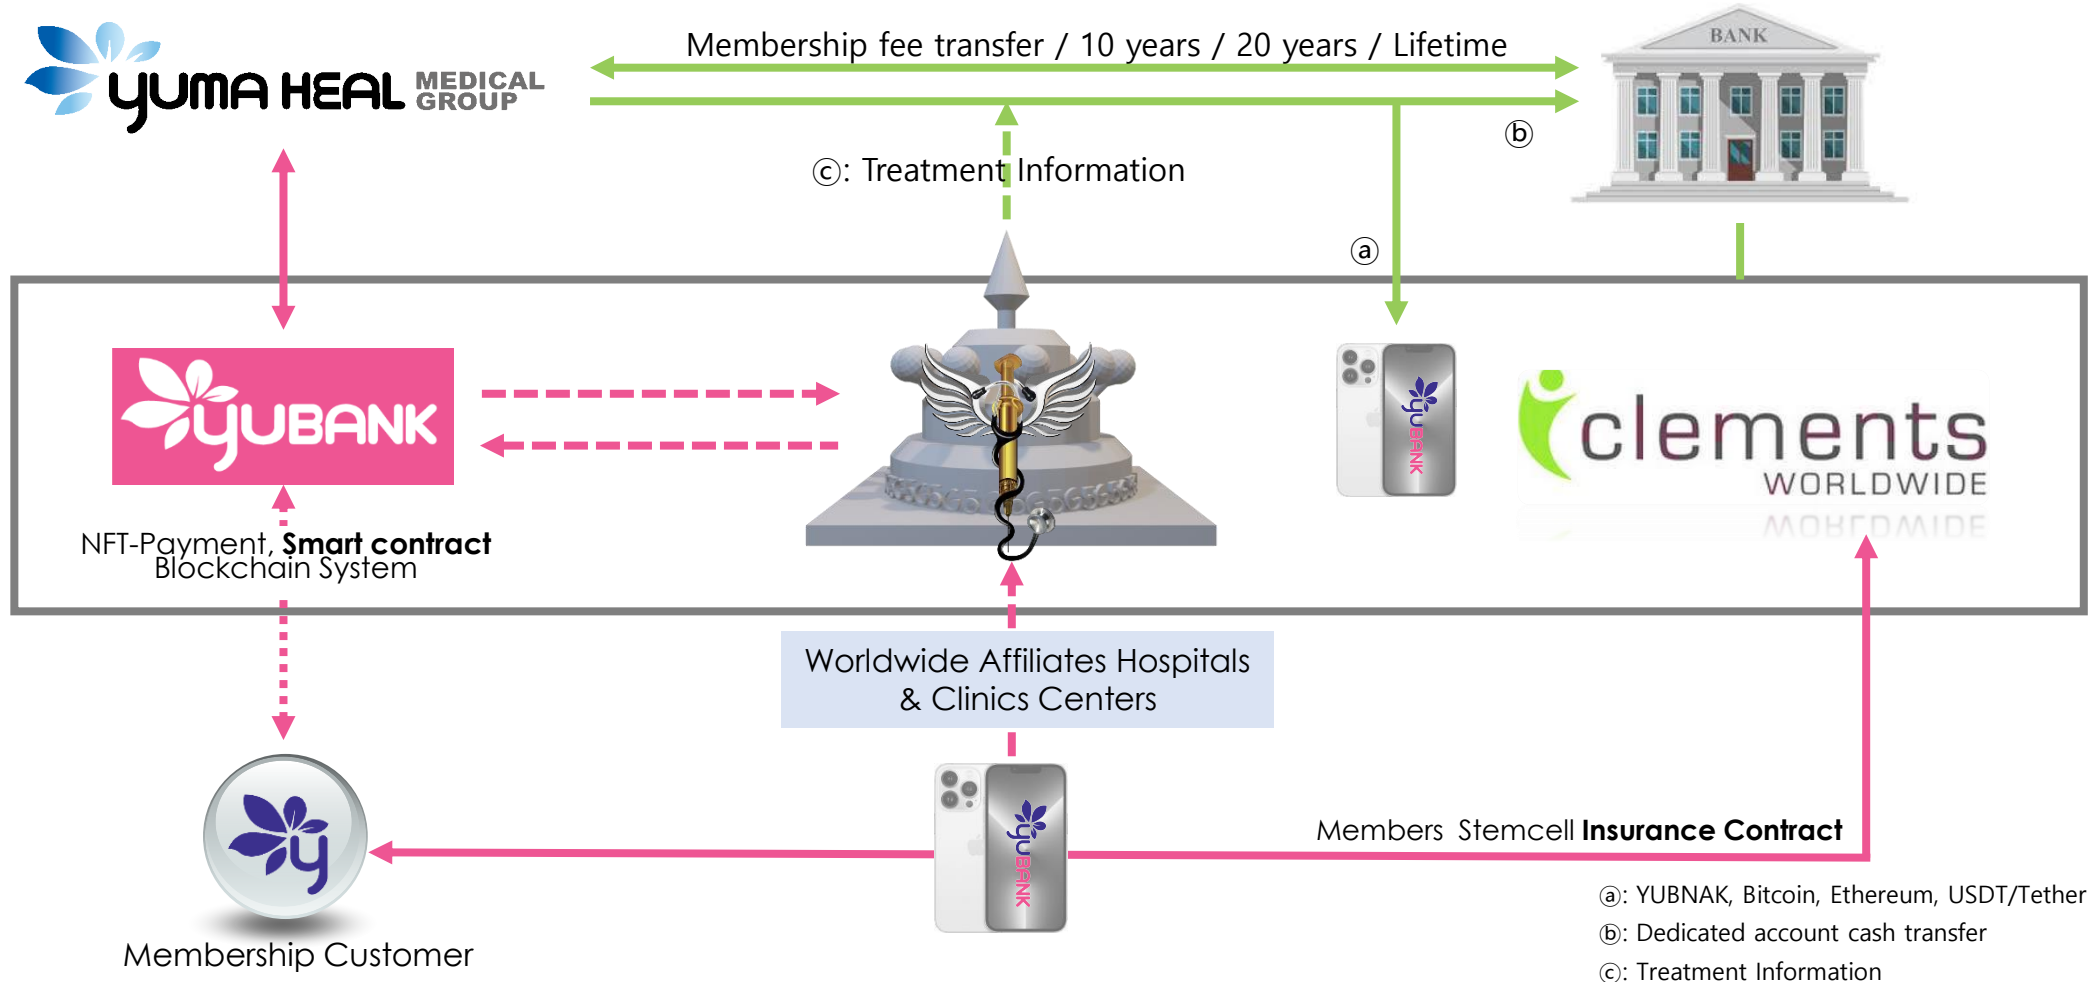 YUMA HEAL MEDICAL GROUP
Membership fee transfer / 10 years / 20 years / Lifetime
BANK
ⓑ
ⓒ: Treatment Information
ⓐ
YUBANK
YUBANK
clements
WORLDWIDE
NFT-Payment, Smart contract
Blockchain System
Worldwide Affiliates Hospitals
& Clinics Centers
y
YUBANK
Members Stemcell Insurance Contract
Membership Customer
ⓐ: YUBNAK, Bitcoin, Ethereum, USDT/Tether
ⓑ: Dedicated account cash transfer
ⓒ: Treatment Information